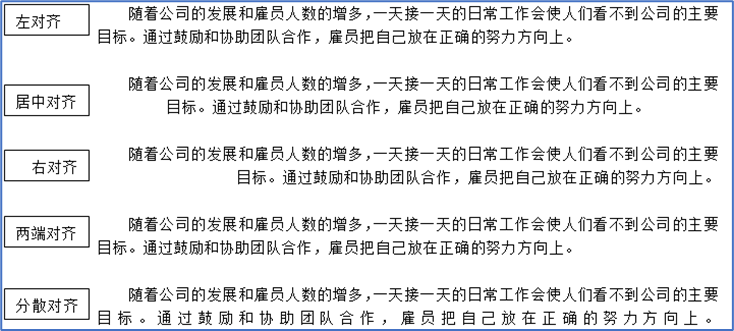 左对齐
随着公司的发展和雇员人数的增多，一天接一天的日常工作会使人们看不到公司的主要
目标。通过鼓励和协助团队合作，雇员把自己放在正确的努力方向上。
居中对齐
随着公司的发展和雇员人数的增多，一天接一天的日常工作会使人们看不到公司的主要
目标。通过鼓励和协助团队合作，雇员把自己放在正确的努力方向上。
右对齐
随着公司的发展和雇员人数的增多，一天接一天的日常工作会使人们看不到公司的主要
目标。通过鼓励和协助团队合作，雇员把自己放在正确的努力方向上。
两端对齐
随着公司的发展和雇员人数的增多，一天接一天的日常工作会使人们看不到公司的主要
目标。通过鼓励和协助团队合作，雇员把自己放在正确的努力方向上。
分散对齐
随着公司的发展和雇员人数的增多，一天接一天的日常工作会使人们看不到公司的主要
目标。通过鼓励和协助团队合作，雇员把自己放在正确的努力方向上。